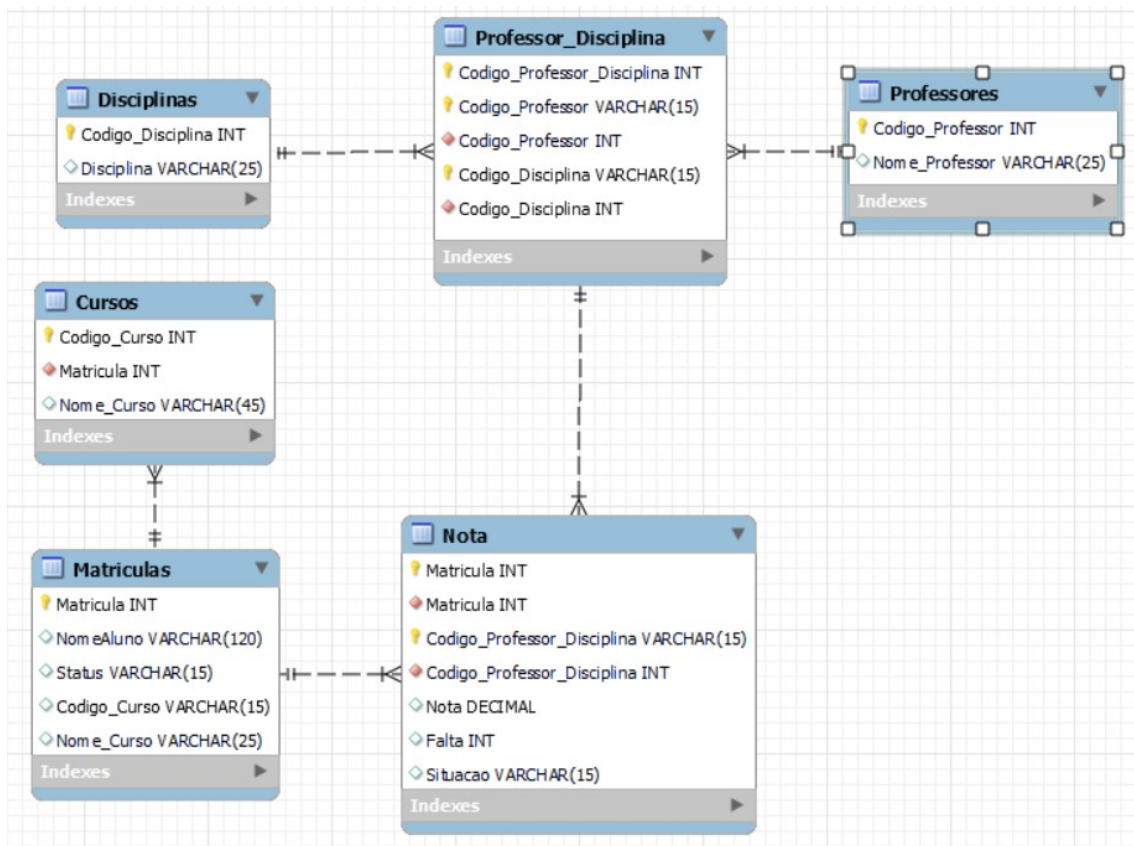 Professor_Disciplina
Codigo_Professor_Disciplina INT
Codigo_Professor VARCHAR(15)
Codigo_Professor INT
Codigo_Disciplina VARCHAR(15)
Codigo_Disciplina INT
Indexes
Disciplinas
Codigo_Disciplina INT
Disciplina VARCHAR(25)
Indexes
Professores
Codigo_Professor INT
Nome_Professor VARCHAR(25)
Indexes
Cursos
Codigo_Curso INT
Matricula INT
Nome_Curso VARCHAR(45)
Indexes
Matriculas
Matricula INT
NomeAluno VARCHAR(120)
Status VARCHAR(15)
Codigo_Curso VARCHAR(15)
Nome_Curso VARCHAR(25)
Indexes
Nota
Matricula INT
Matricula INT
Codigo_Professor_Disciplina VARCHAR(15)
Codigo_Professor_Disciplina INT
Nota DECIMAL
Falta INT
Situacao VARCHAR(15)
Indexes